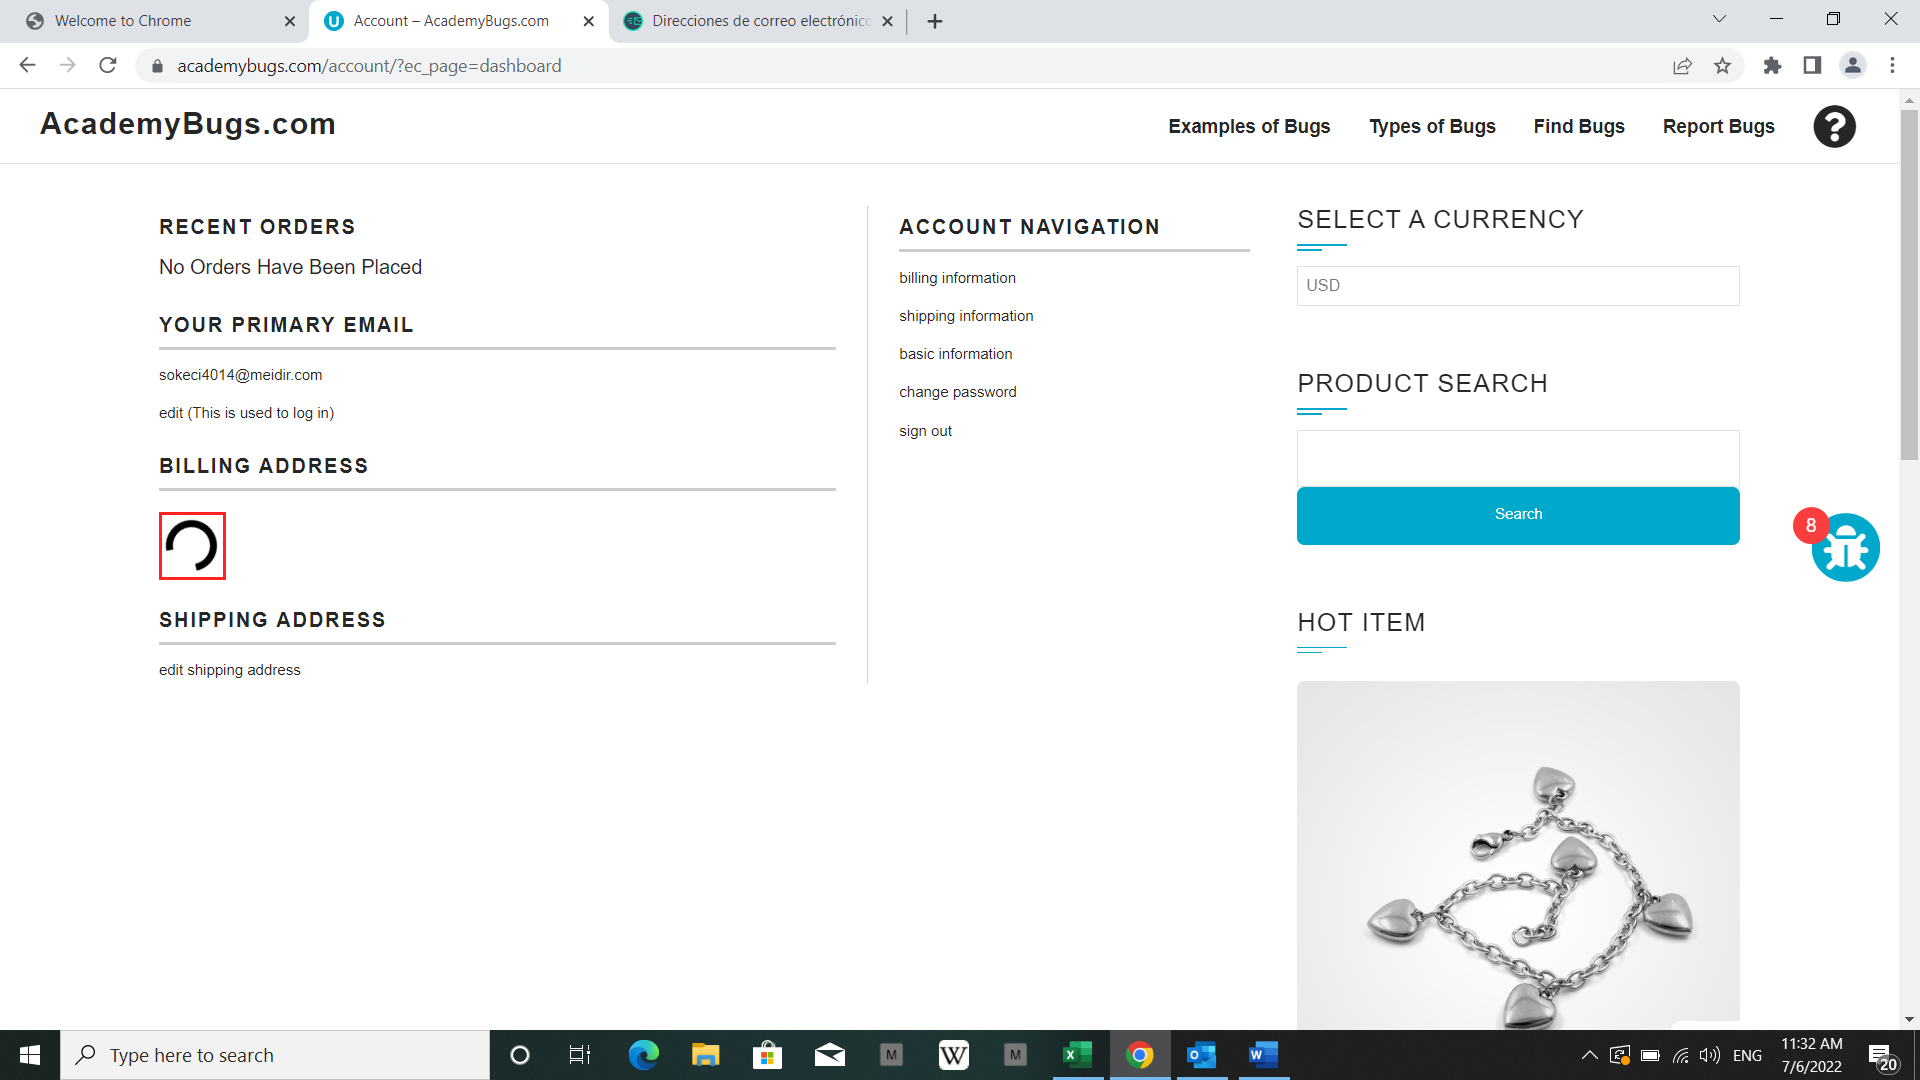 Welcome to Chrome
Account – AcademyBugs.com
Direcciones de correo electrónic
academybugs.com/account/?ec_page=dashboard
AcademyBugs.com
Examples of Bugs
Types of Bugs
Find Bugs
Report Bugs
?
RECENT ORDERS
No Orders Have Been Placed
YOUR PRIMARY EMAIL
sokeci4014@meidir.com
edit (This is used to log in)
BILLING ADDRESS
SHIPPING ADDRESS
edit shipping address
ACCOUNT NAVIGATION
billing information
shipping information
basic information
change password
sign out
SELECT A CURRENCY
USD
PRODUCT SEARCH
Search
8
HOT ITEM
Type here to search
M
W
M
ENG
11:32 AM
7/6/2022
20